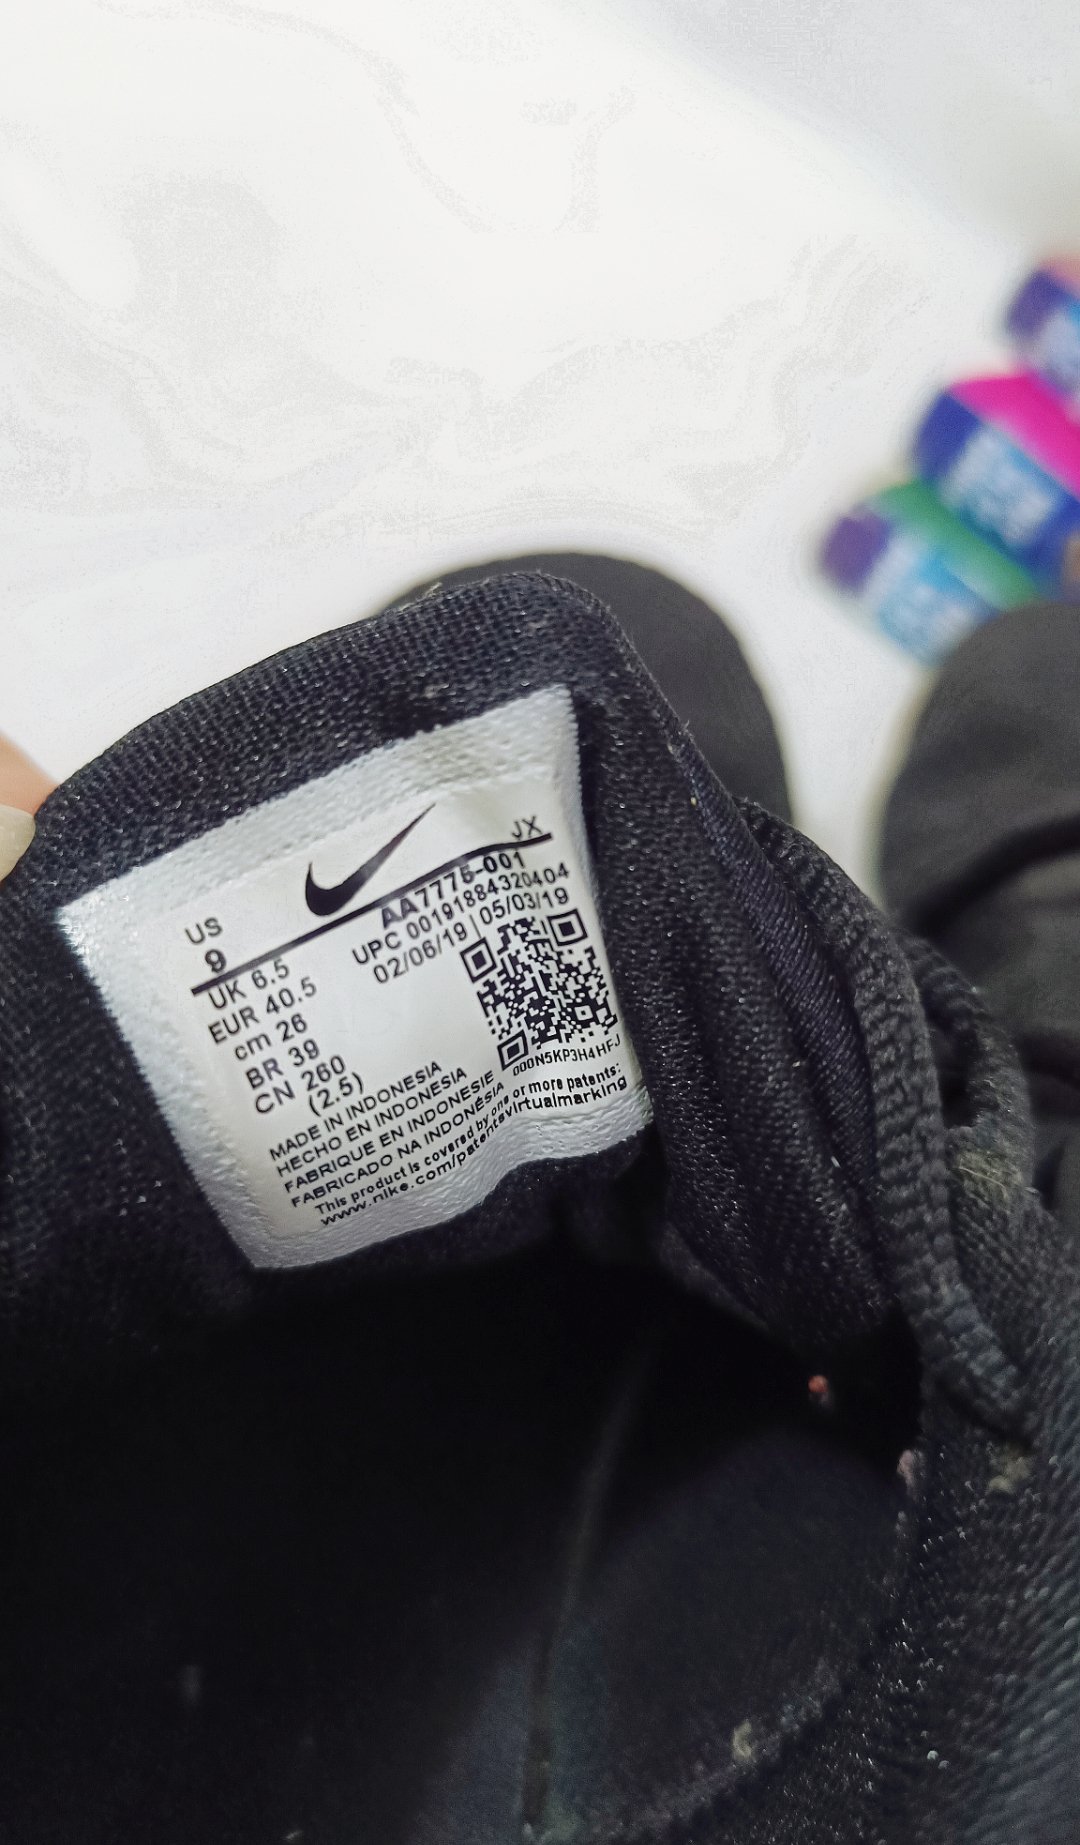 JX
AA7775-001
UPC 00191884320404
02/06/19 | 05/03/19
US
9
UK 6.5
EUR 40.5
cm 26
BR 39
CN 260
(2.5)
000N5KP3H4HFJ
MADE IN INDONESIA
HECHO EN INDONESIA
FABRIQUE EN INDONESIE
FABRICADO NA INDONÉSIA
This product is covered by one or more patents:
www.nike.com/patentsvirtualmarking